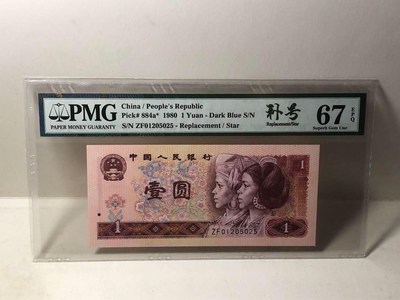 PMG
PAPER MONEY GUARANTY
China / People's Republic
Pick# 884a* 1980 1 Yuan - Dark Blue S/N
S/N ZF01205025 - Replacement / Star
补号
Replacement/Star
67 EPQ
Superb Gem Unc
中国人民银行
1
壹圆
1
ZF01205025
1